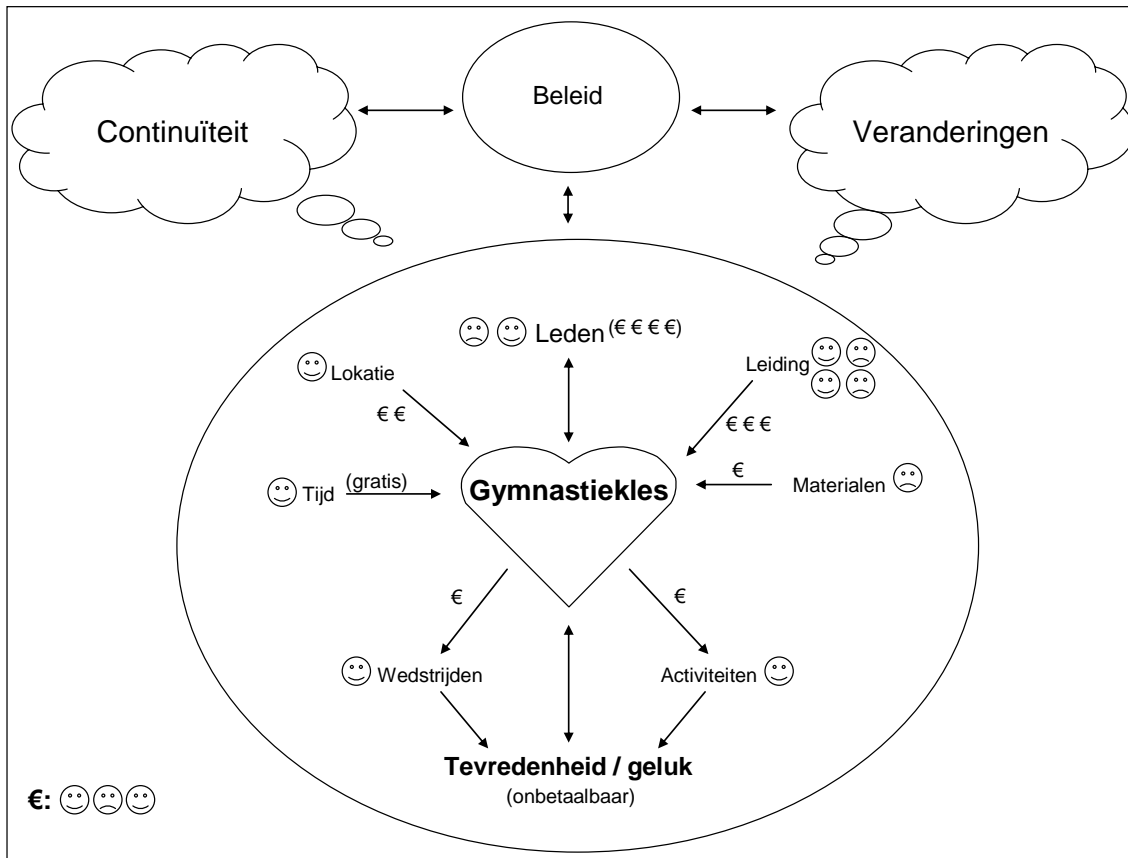 Continuïteit
Beleid
Veranderingen
Leden (€ € € €)
Lokatie
Leiding
€ €
€ € €
Tijd
(gratis)
Gymnastiekles
€
Materialen
€
€
Wedstrijden
Activiteiten
Tevredenheid / geluk
(onbetaalbaar)
€: